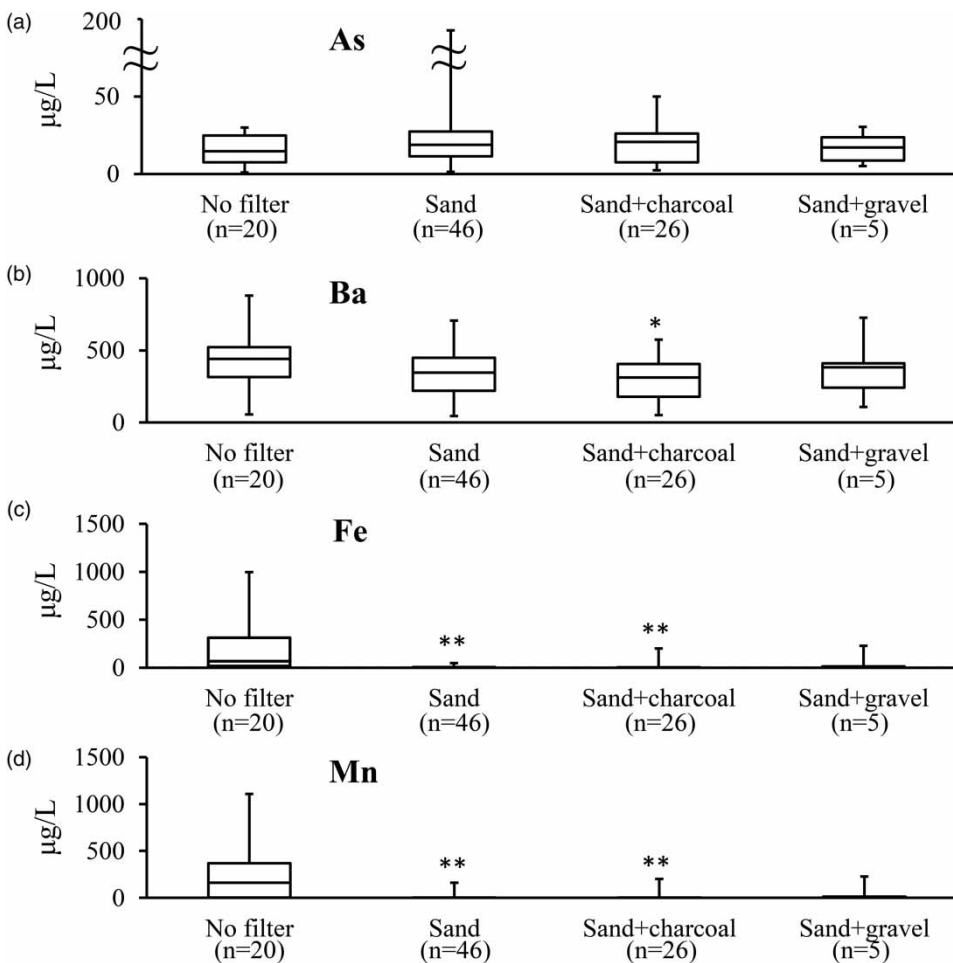 (a)
As
200
50
0
µg/L
No filter Sand Sand+charcoal Sand+gravel
(n=20) (n=46) (n=26) (n=5)
(b)
Ba
1000
500
0
µg/L
*
No filter Sand Sand+charcoal Sand+gravel
(n=20) (n=46) (n=26) (n=5)
(c)
Fe
1500
1000
500
0
µg/L
** **
No filter Sand Sand+charcoal Sand+gravel
(n=20) (n=46) (n=26) (n=5)
(d)
Mn
1500
1000
500
0
µg/L
** **
No filter Sand Sand+charcoal Sand+gravel
(n=20) (n=46) (n=26) (n=5)